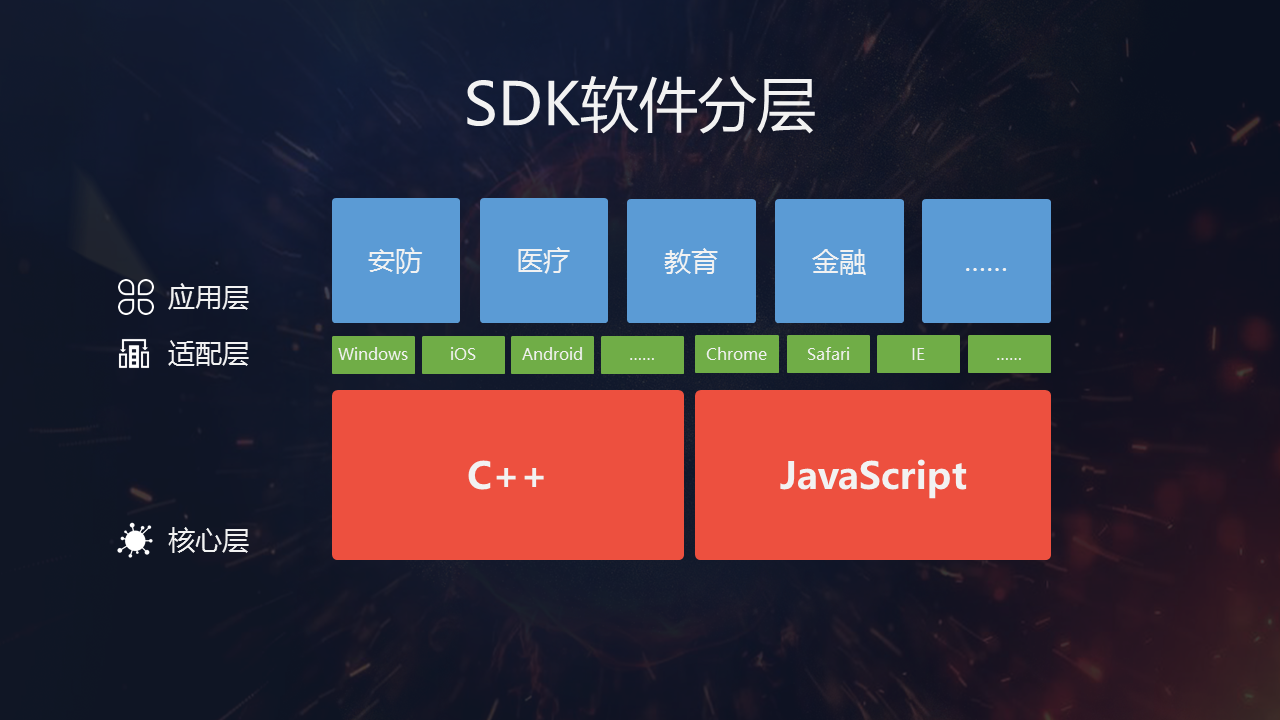 SDK软件分层
安防
医疗
教育
金融
......
应用层
适配层
Windows
iOS
Android
......
Chrome
Safari
IE
......
C++
JavaScript
核心层